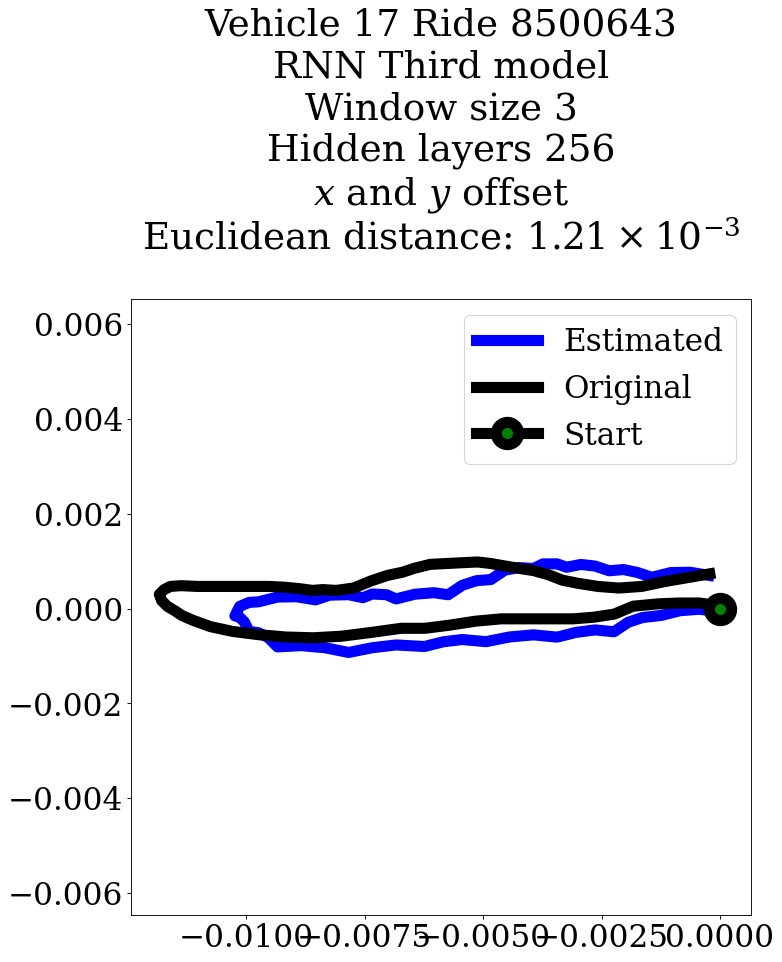 Vehicle 17 Ride 8500643
RNN Third model
Window size 3
Hidden layers 256
x and y offset
Euclidean distance: 1.21 × 10⁻³
Estimated
Original
Start
0.006
0.004
0.002
0.000
−0.002
−0.004
−0.006
−0.0100 −0.0075 −0.0050 −0.0025 0.0000